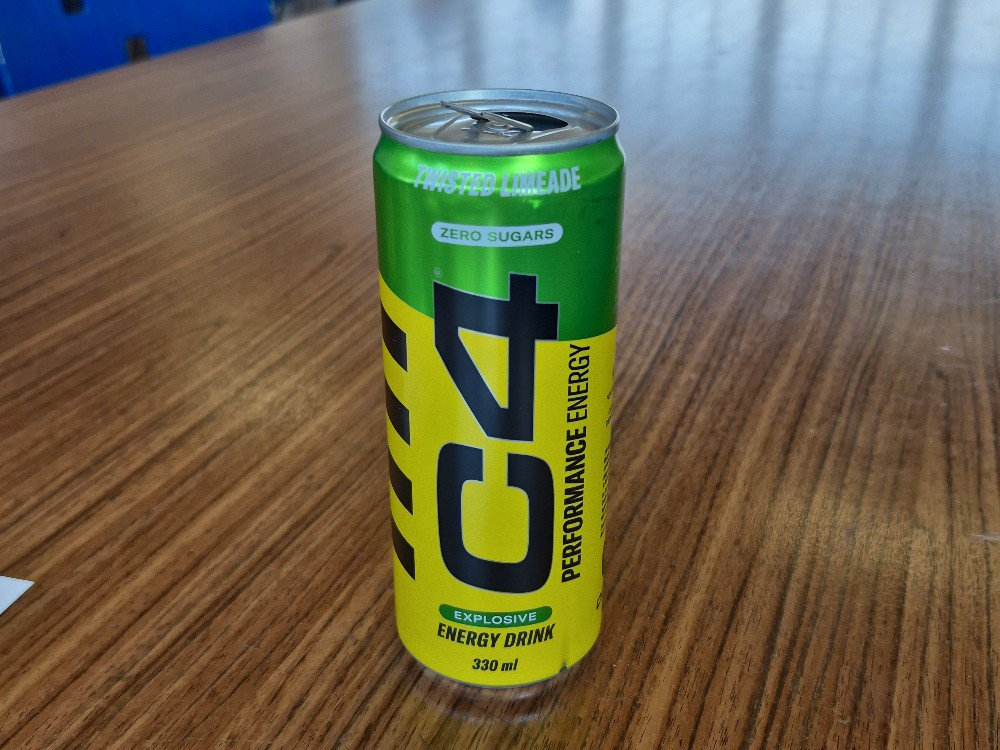 TWISTED LIMEADE
ZERO SUGARS
C4®
PERFORMANCE ENERGY
EXPLOSIVE
ENERGY DRINK
330 ml